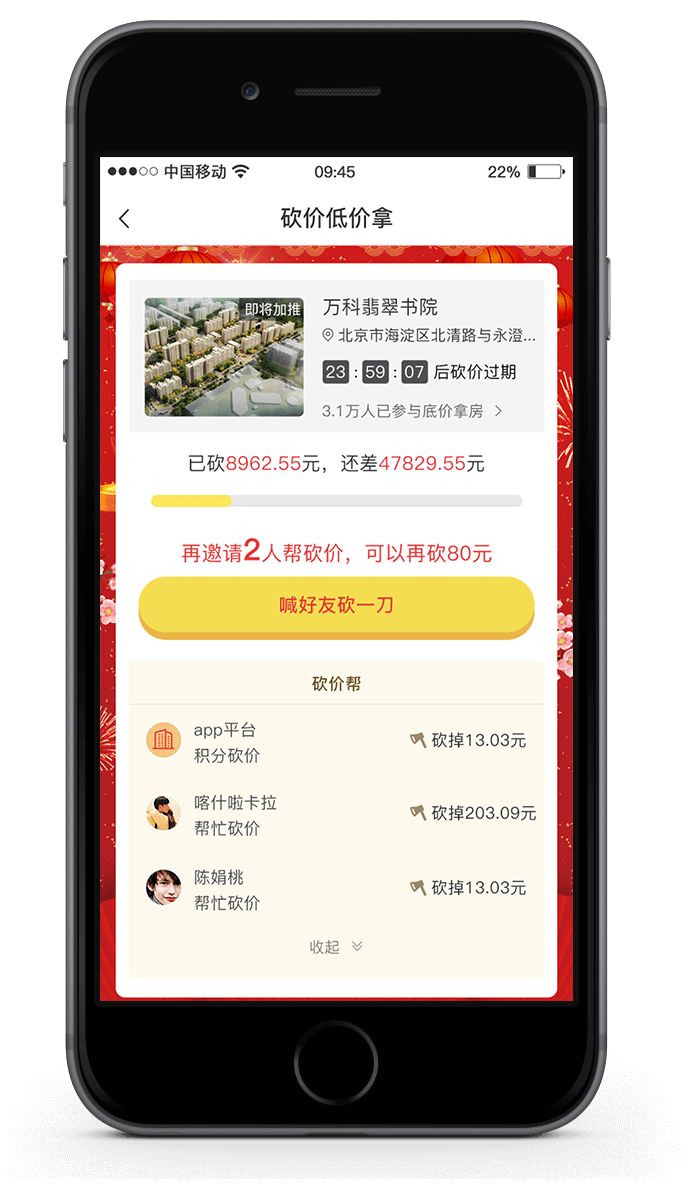 中国移动 09:45 22%
砍价低价拿
即将加推
万科翡翠书院
北京市海淀区北清路与永澄...
23:59:07 后砍价过期
3.1万人已参与底价拿房
已砍8962.55元，还差47829.55元
再邀请2人帮砍价，可以再砍80元
喊好友砍一刀
砍价帮
app平台
积分砍价
砍掉13.03元
喀什啦卡拉
帮忙砍价
砍掉203.09元
陈娟桃
帮忙砍价
砍掉13.03元
收起